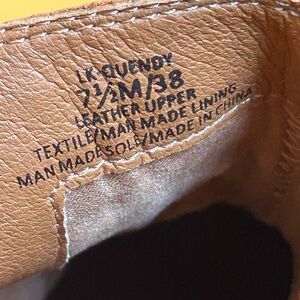 LK-QUENDY
7½M/38
LEATHER UPPER
TEXTILE/MAN MADE LINING
MAN MADE SOLE/MADE IN CHINA